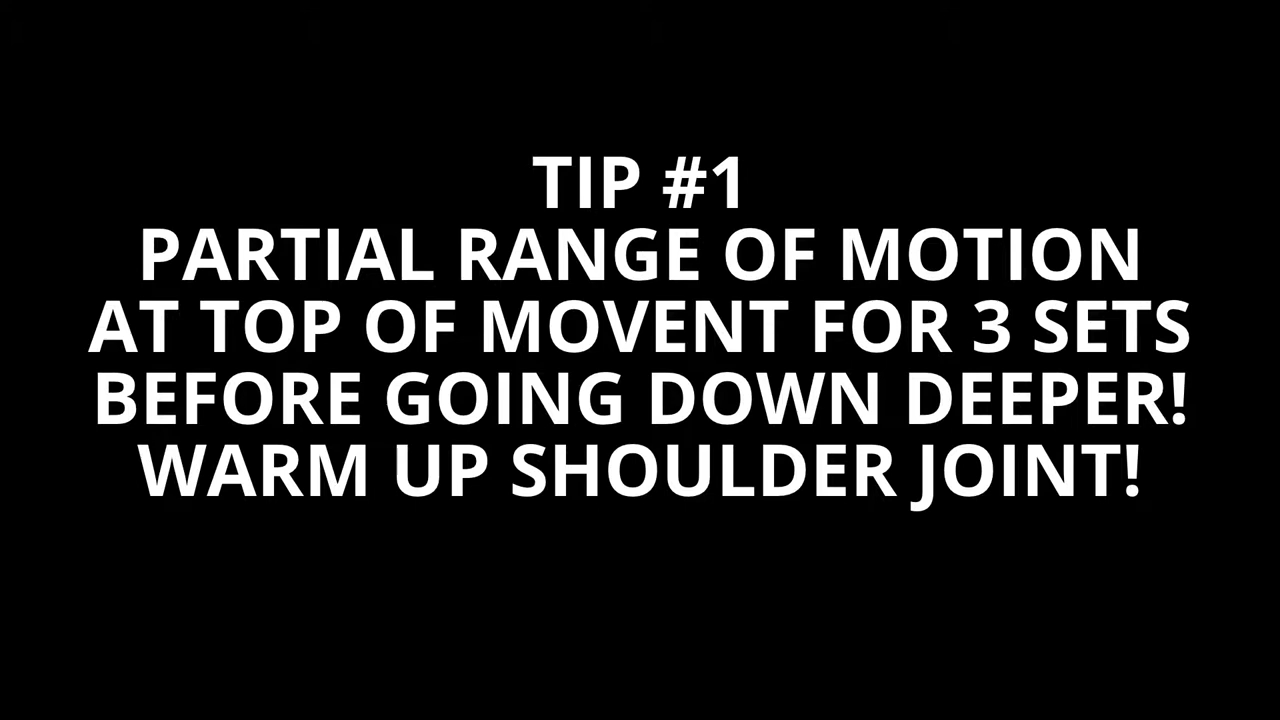 TIP #1
PARTIAL RANGE OF MOTION
AT TOP OF MOVENT FOR 3 SETS
BEFORE GOING DOWN DEEPER!
WARM UP SHOULDER JOINT!